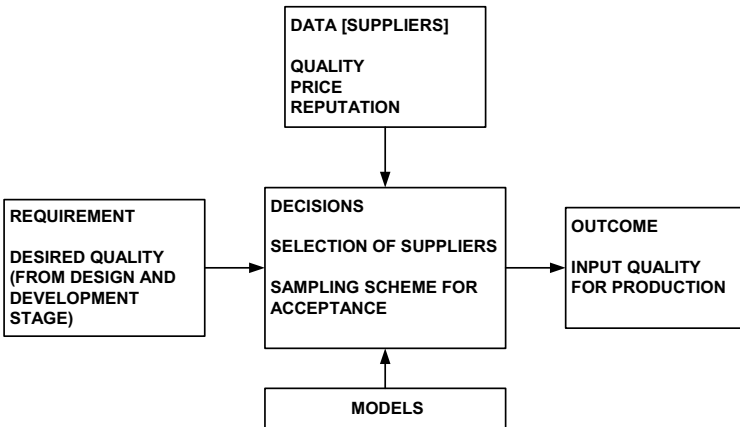 DATA [SUPPLIERS]
QUALITY
PRICE
REPUTATION
REQUIREMENT
DESIRED QUALITY
(FROM DESIGN AND
DEVELOPMENT
STAGE)
DECISIONS
SELECTION OF SUPPLIERS
SAMPLING SCHEME FOR
ACCEPTANCE
OUTCOME
INPUT QUALITY
FOR PRODUCTION
MODELS